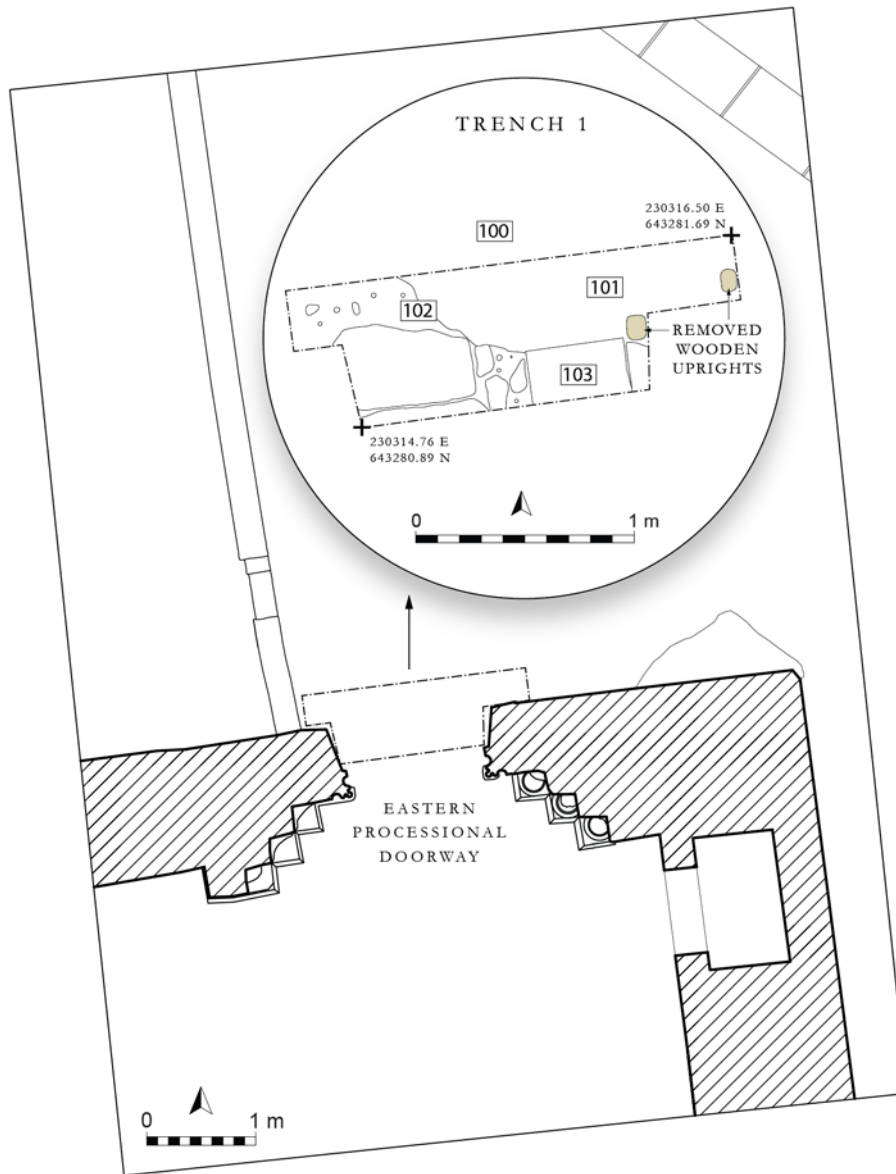 TRENCH 1
100
230316.50 E
643281.69 N
101
102
REMOVED
WOODEN
UPRIGHTS
103
230314.76 E
643280.89 N
0 1 m
EASTERN
PROCESSIONAL
DOORWAY
0 1 m